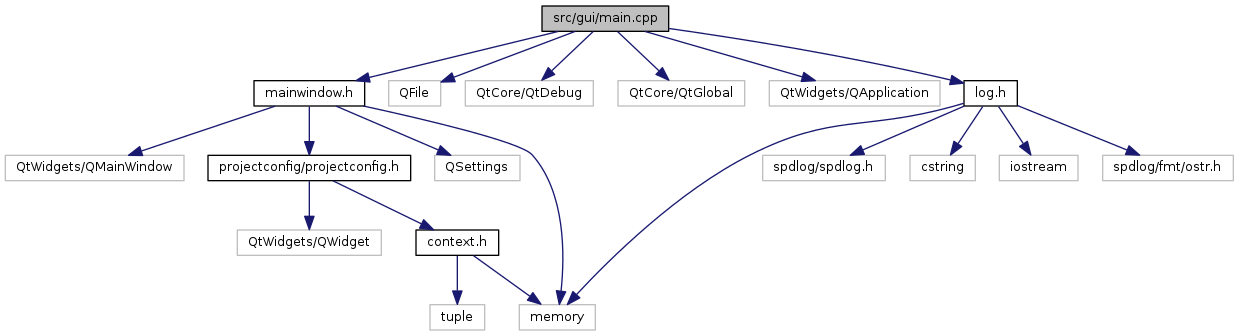 src/gui/main.cpp
mainwindow.h
QFile
QtCore/QtDebug
QtCore/QtGlobal
QtWidgets/QApplication
log.h
QtWidgets/QMainWindow
projectconfig/projectconfig.h
QSettings
spdlog/spdlog.h
cstring
iostream
spdlog/fmt/ostr.h
QtWidgets/QWidget
context.h
tuple
memory